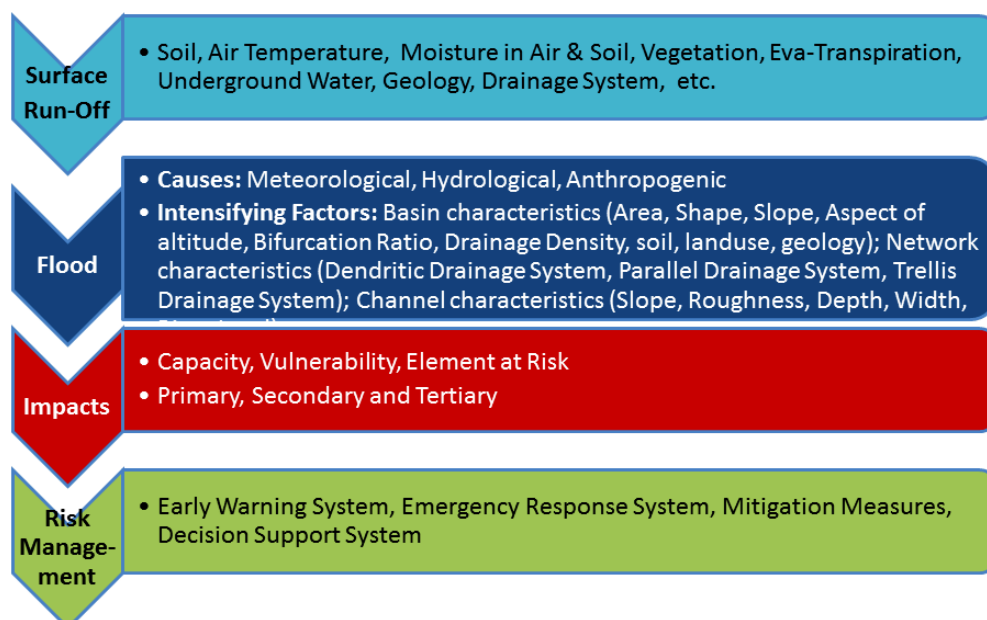 Surface
Run-Off
• Soil, Air Temperature, Moisture in Air & Soil, Vegetation, Eva-Transpiration,
Underground Water, Geology, Drainage System, etc.
Flood
• Causes: Meteorological, Hydrological, Anthropogenic
• Intensifying Factors: Basin characteristics (Area, Shape, Slope, Aspect of
altitude, Bifurcation Ratio, Drainage Density, soil, landuse, geology); Network
characteristics (Dendritic Drainage System, Parallel Drainage System, Trellis
Drainage System); Channel characteristics (Slope, Roughness, Depth, Width,
Impacts
• Capacity, Vulnerability, Element at Risk
• Primary, Secondary and Tertiary
Risk
Manage-
ment
• Early Warning System, Emergency Response System, Mitigation Measures,
Decision Support System